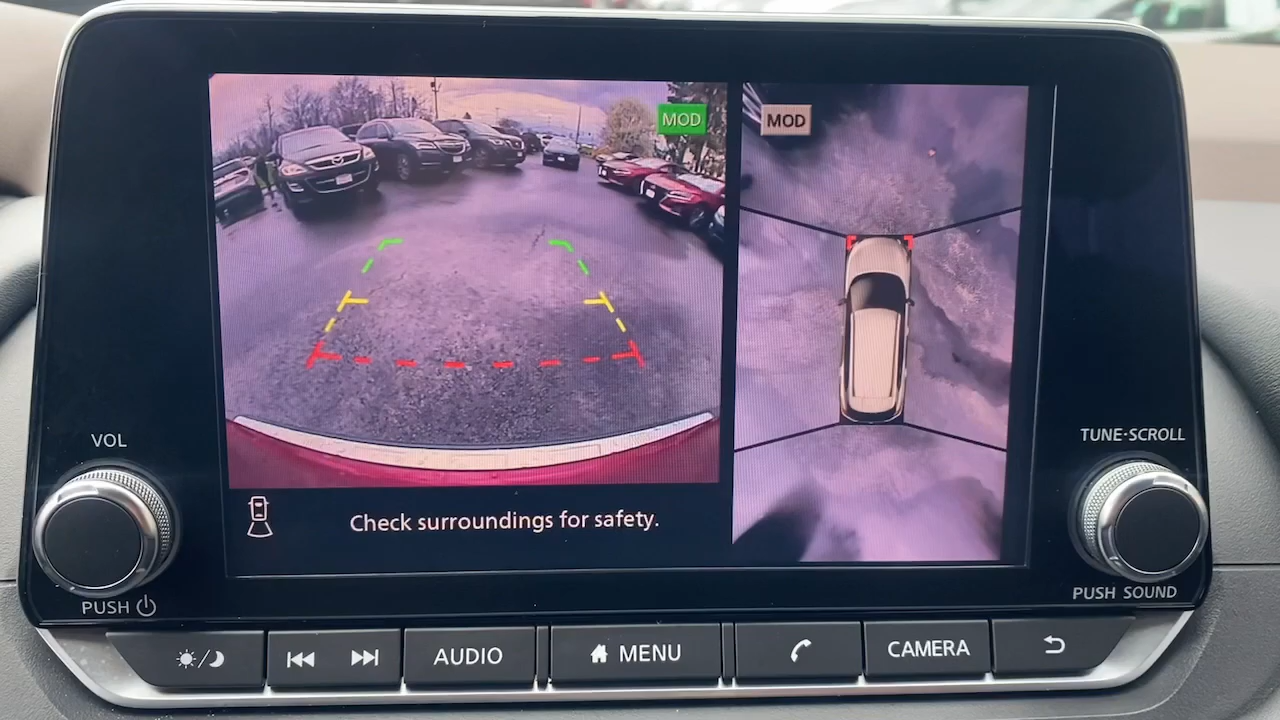 MOD
MOD
Check surroundings for safety.
VOL
PUSH
TUNE·SCROLL
PUSH SOUND
AUDIO
MENU
CAMERA